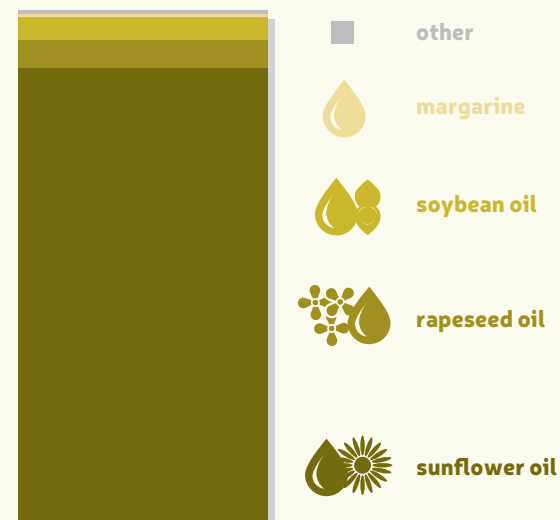 other
margarine
soybean oil
rapeseed oil
sunflower oil